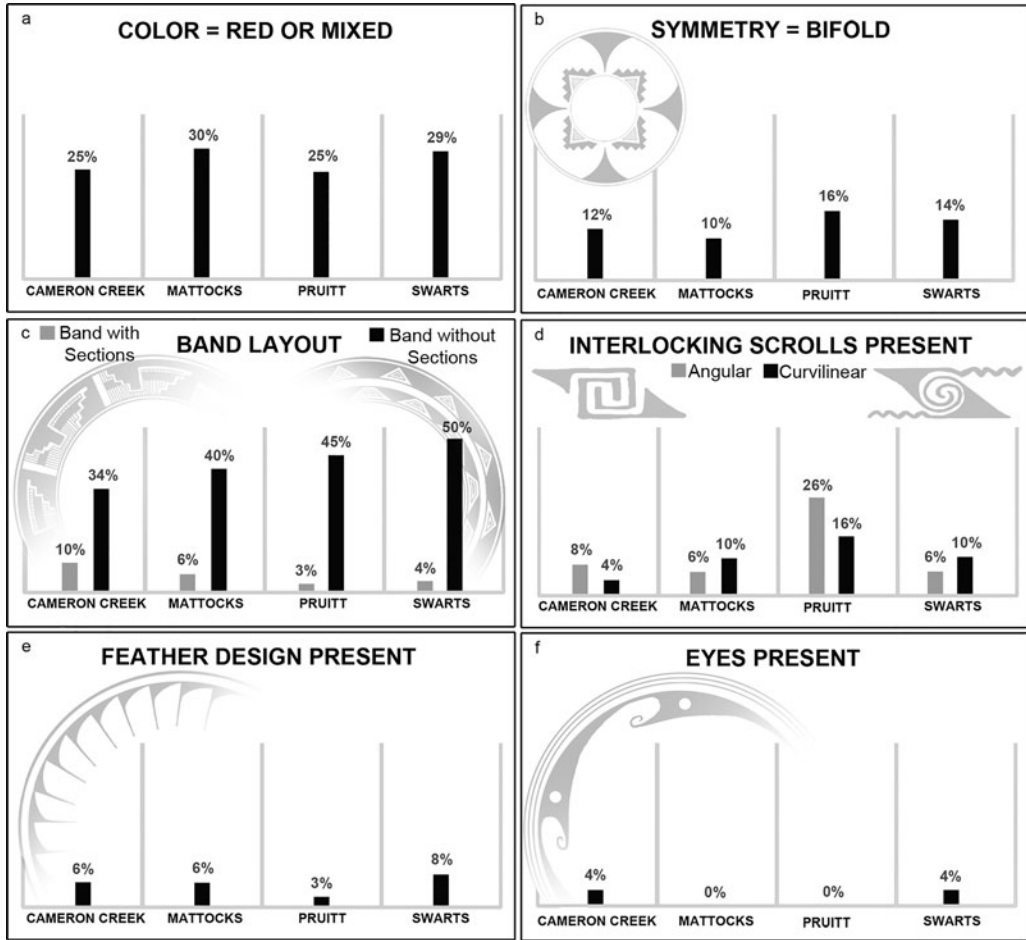 a
COLOR = RED OR MIXED
25%
30%
25%
29%
CAMERON CREEK
MATTOCKS
PRUITT
SWARTS
b
SYMMETRY = BIFOLD
12%
10%
16%
14%
CAMERON CREEK
MATTOCKS
PRUITT
SWARTS
c
Band with
Sections
BAND LAYOUT
Band without
Sections
10%
34%
6%
40%
3%
45%
4%
50%
CAMERON CREEK
MATTOCKS
PRUITT
SWARTS
d
INTERLOCKING SCROLLS PRESENT
Angular
Curvilinear
8%
4%
6%
10%
26%
16%
6%
10%
CAMERON CREEK
MATTOCKS
PRUITT
SWARTS
e
FEATHER DESIGN PRESENT
6%
6%
3%
8%
CAMERON CREEK
MATTOCKS
PRUITT
SWARTS
f
EYES PRESENT
4%
0%
0%
4%
CAMERON CREEK
MATTOCKS
PRUITT
SWARTS